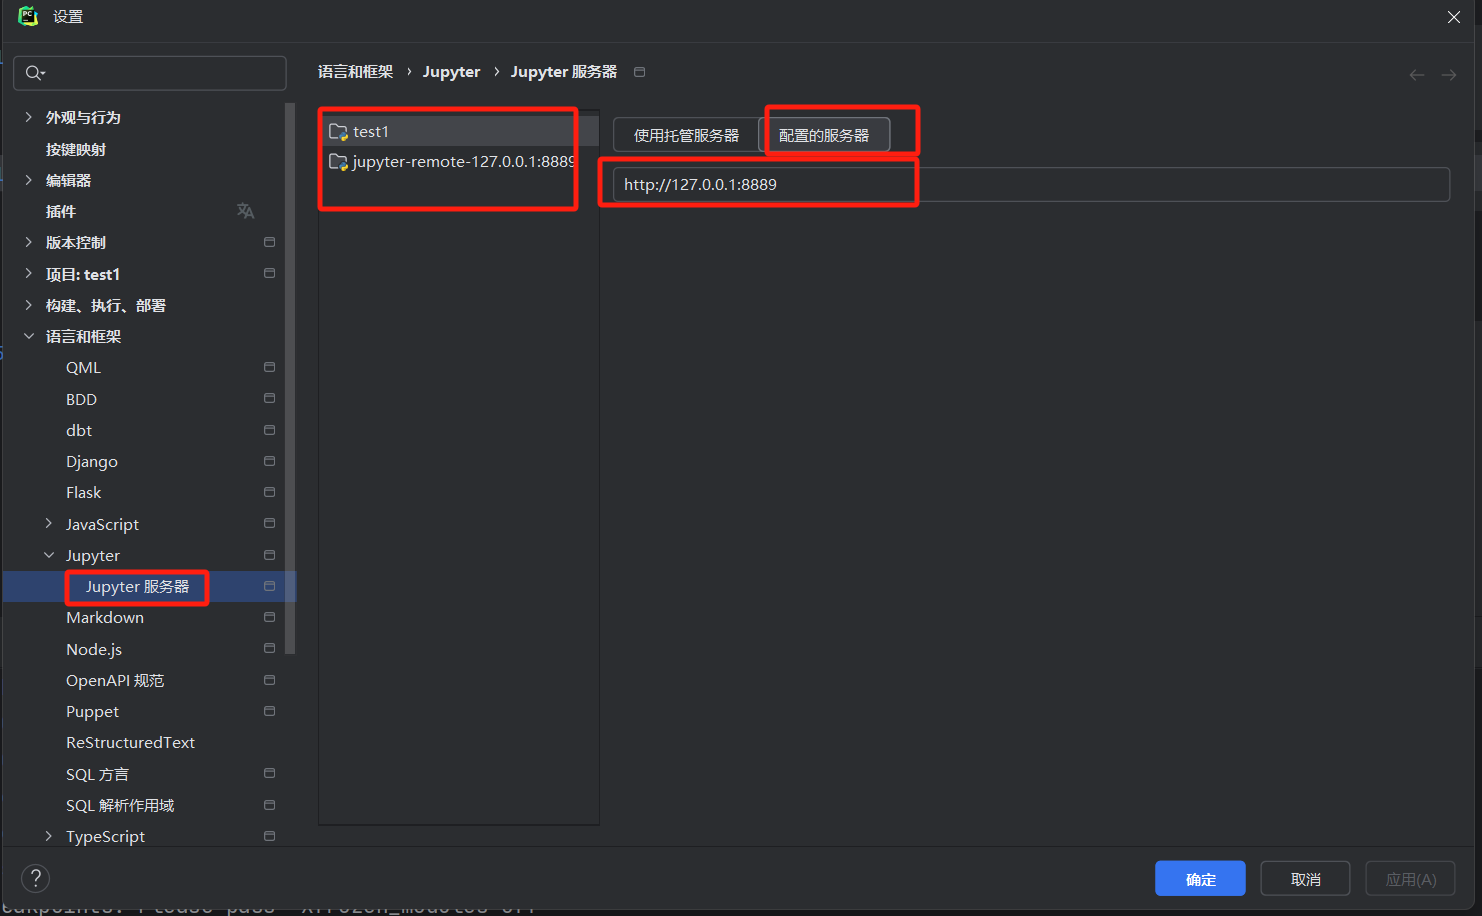 设置
语言和框架 › Jupyter › Jupyter 服务器
外观与行为
按键映射
编辑器
插件
版本控制
项目: test1
构建、执行、部署
语言和框架
QML
BDD
dbt
Django
Flask
JavaScript
Jupyter
Jupyter 服务器
Markdown
Node.js
OpenAPI 规范
Puppet
ReStructuredText
SQL 方言
SQL 解析作用域
TypeScript
test1
jupyter-remote-127.0.0.1:8889
使用托管服务器
配置的服务器
http://127.0.0.1:8889
?
确定
取消
应用(A)